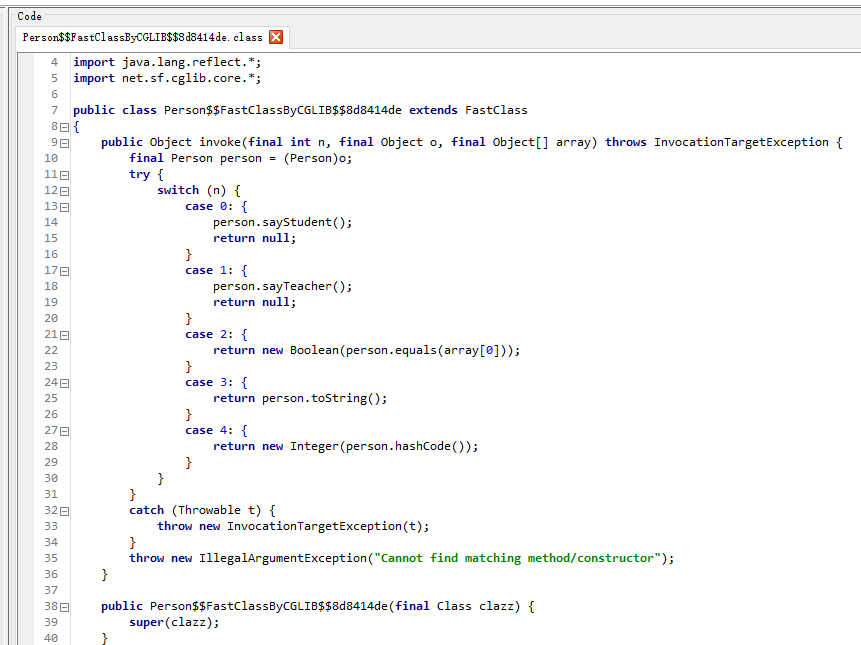 Code
Person$$FastClassByCGLIB$$8d8414de.class
4 import java.lang.reflect.*;
5 import net.sf.cglib.core.*;
6
7 public class Person$$FastClassByCGLIB$$8d8414de extends FastClass
8 {
9     public Object invoke(final int n, final Object o, final Object[] array) throws InvocationTargetException {
10         final Person person = (Person)o;
11         try {
12             switch (n) {
13                 case 0: {
14                     person.sayStudent();
15                     return null;
16                 }
17                 case 1: {
18                     person.sayTeacher();
19                     return null;
20                 }
21                 case 2: {
22                     return new Boolean(person.equals(array[0]));
23                 }
24                 case 3: {
25                     return person.toString();
26                 }
27                 case 4: {
28                     return new Integer(person.hashCode());
29                 }
30             }
31         }
32         catch (Throwable t) {
33             throw new InvocationTargetException(t);
34         }
35         throw new IllegalArgumentException("Cannot find matching method/constructor");
36     }
37
38     public Person$$FastClassByCGLIB$$8d8414de(final Class clazz) {
39         super(clazz);
40     }